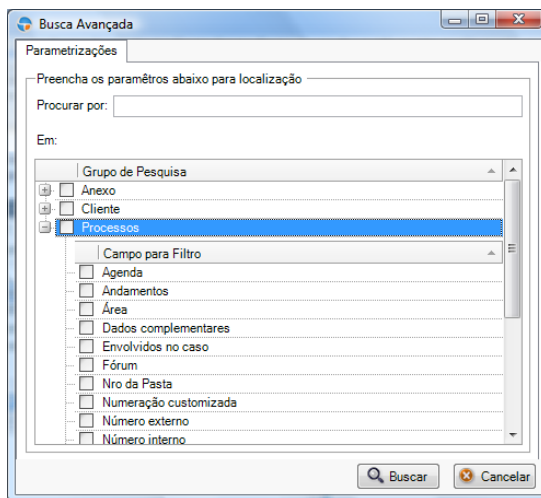 Busca Avançada
Parametrizações
Preencha os paramêtros abaixo para localização
Procurar por:
Em:
Grupo de Pesquisa
Anexo
Cliente
Processos
Campo para Filtro
Agenda
Andamentos
Área
Dados complementares
Envolvidos no caso
Fórum
Nro da Pasta
Numeração customizada
Número externo
Número interno
Buscar Cancelar